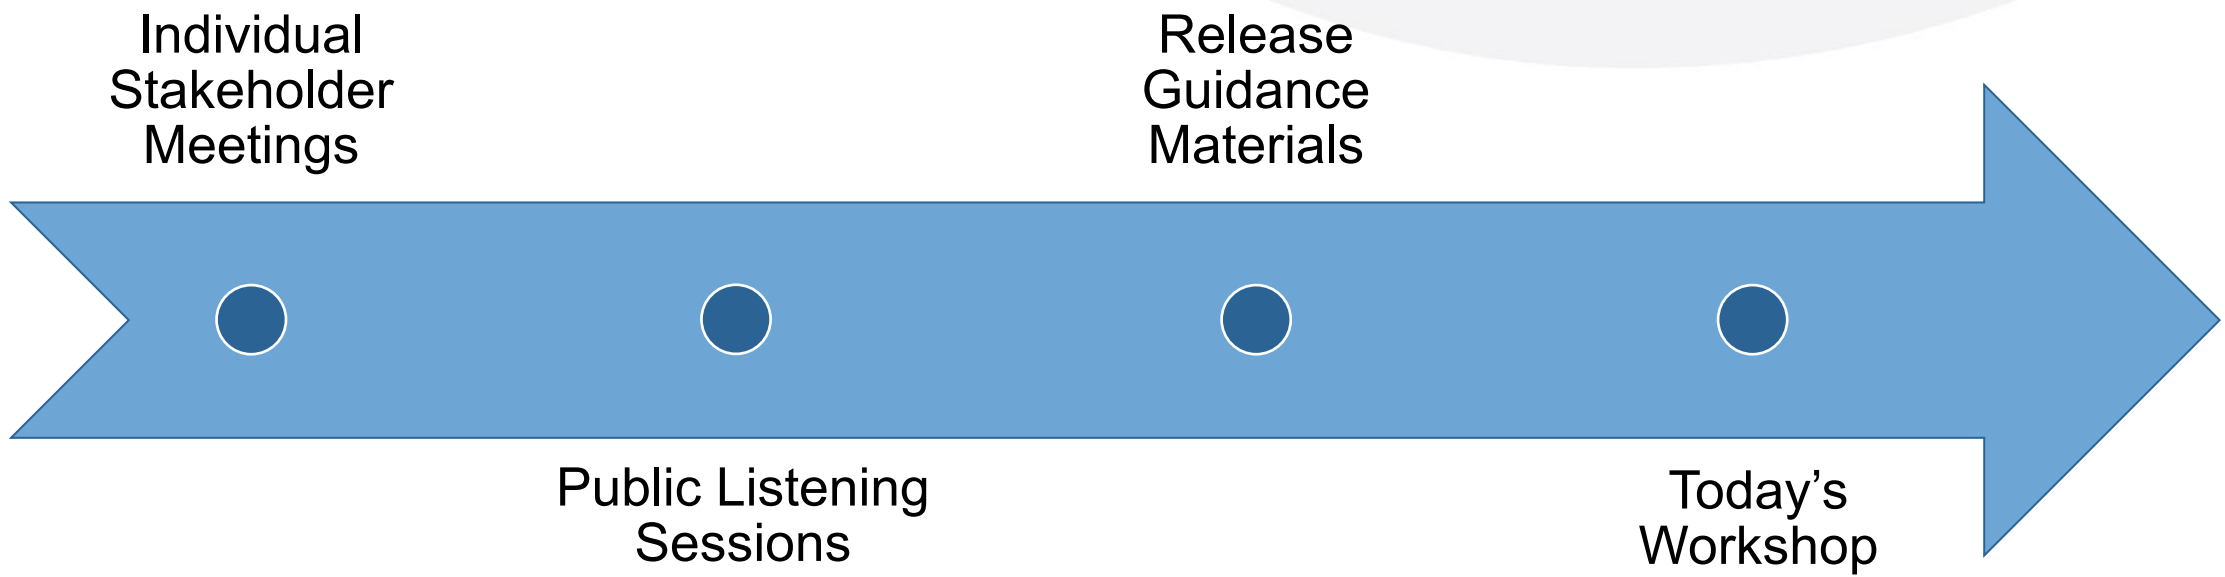 Individual
Stakeholder
Meetings
Public Listening
Sessions
Release
Guidance
Materials
Today’s
Workshop